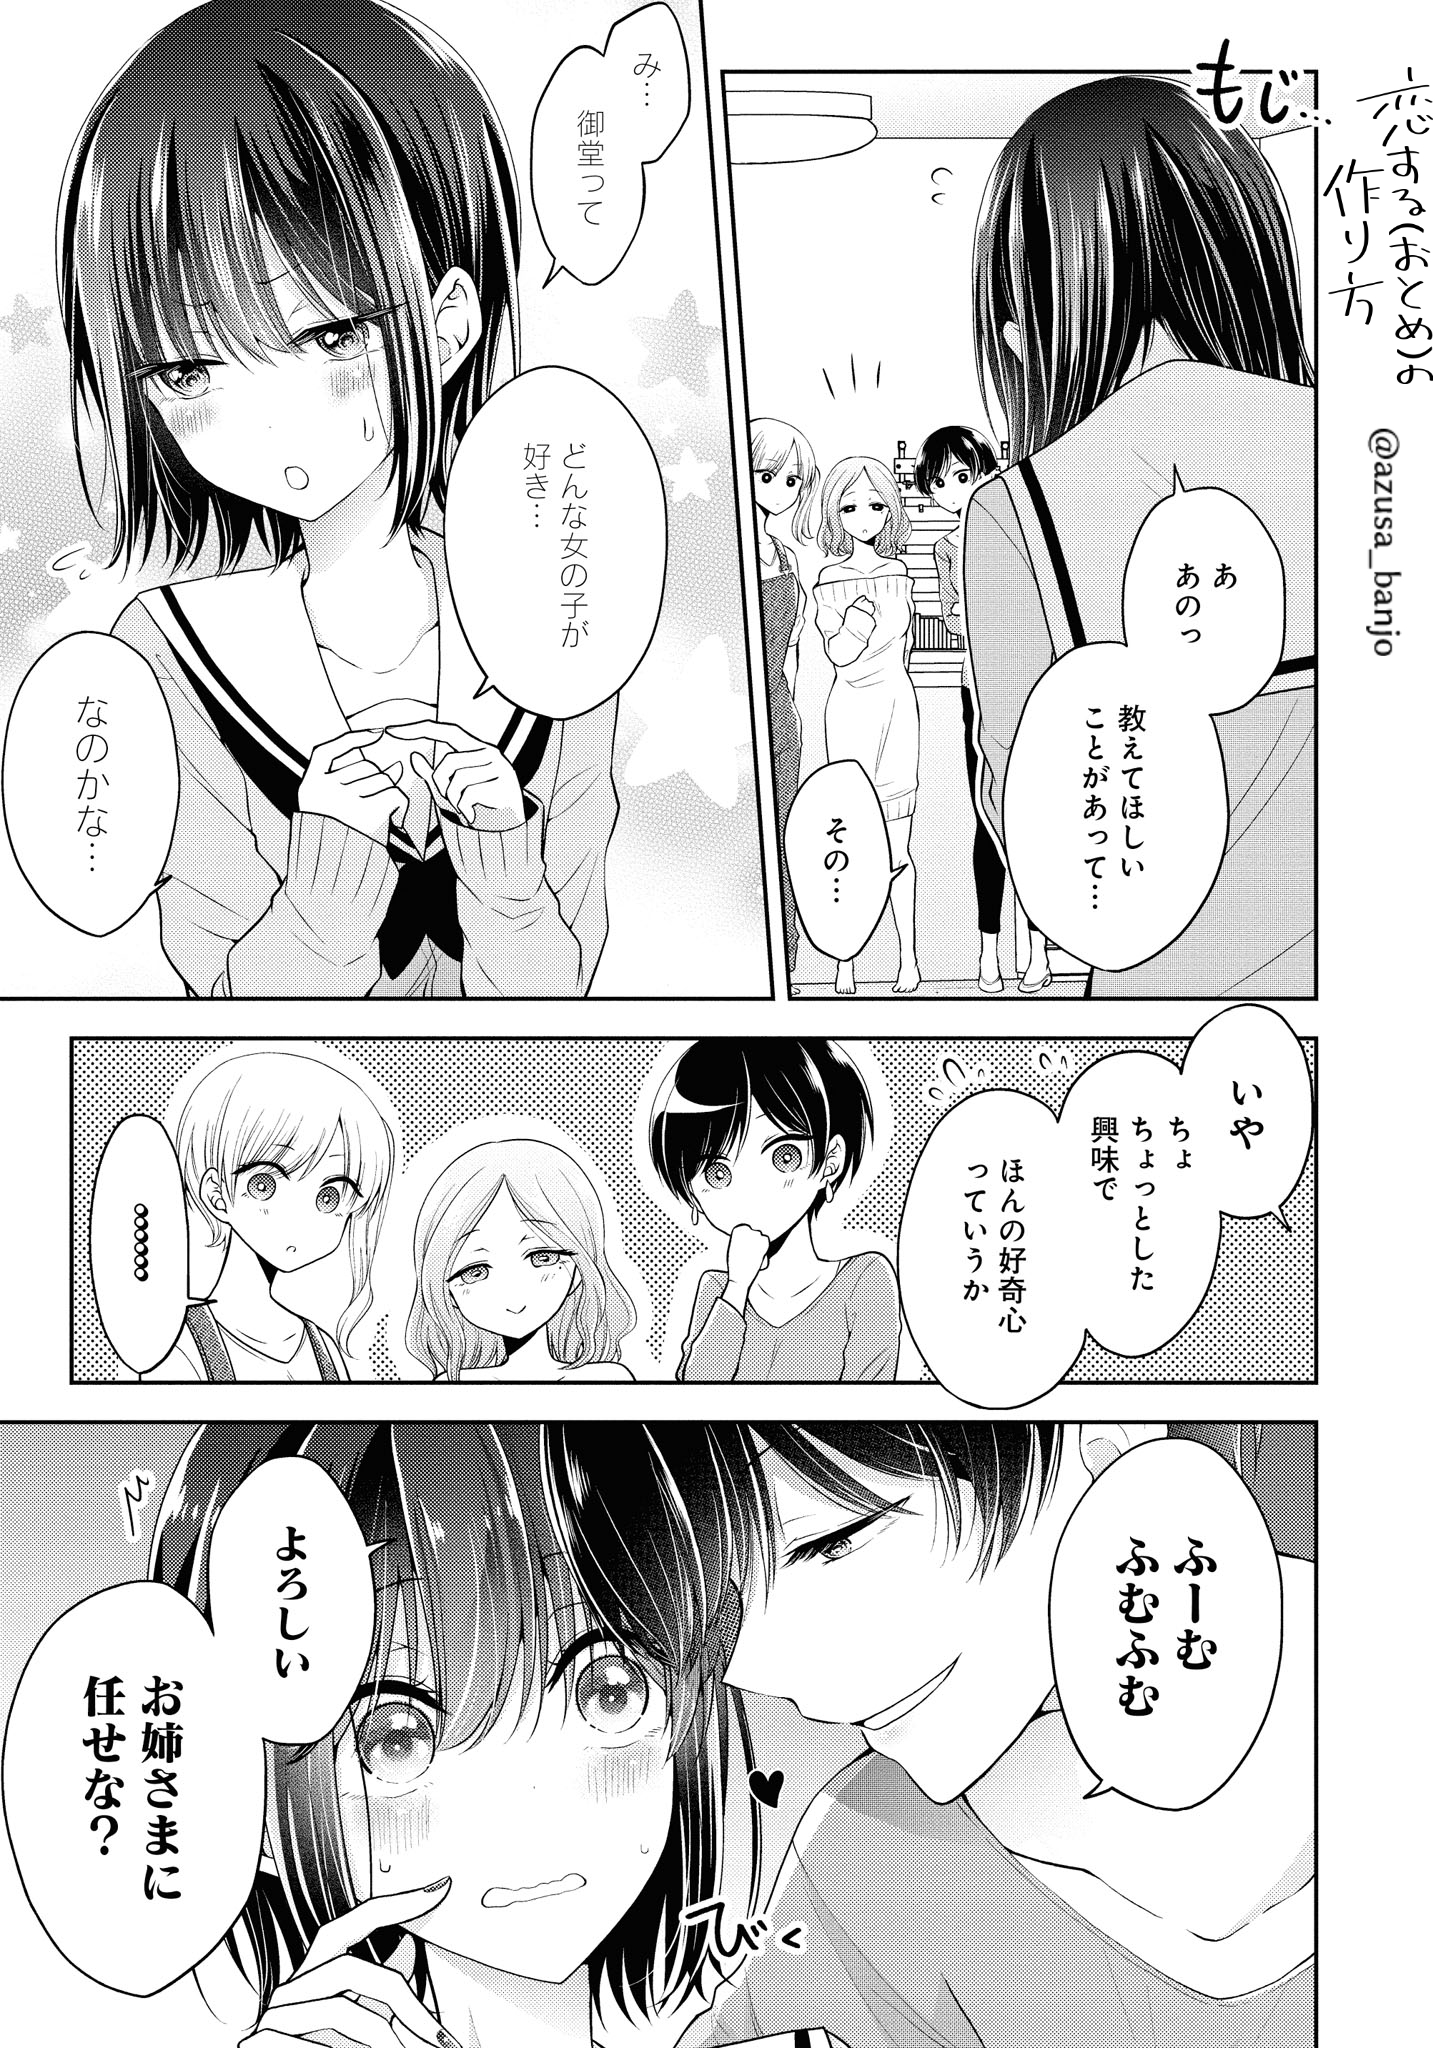 恋する(おとめ)の
作り方
@azusa_banjo
もじ…
あ
あのっ
教えてほしい
ことがあって…
その…
み…
御堂って
どんな女の子が
好き…
なのかな…
いや
ちょ
ちょっとした
興味で
ほんの好奇心
っていうか
………
ふーむ
ふむふむ
よろしい
お姉さまに
任せな？
びく